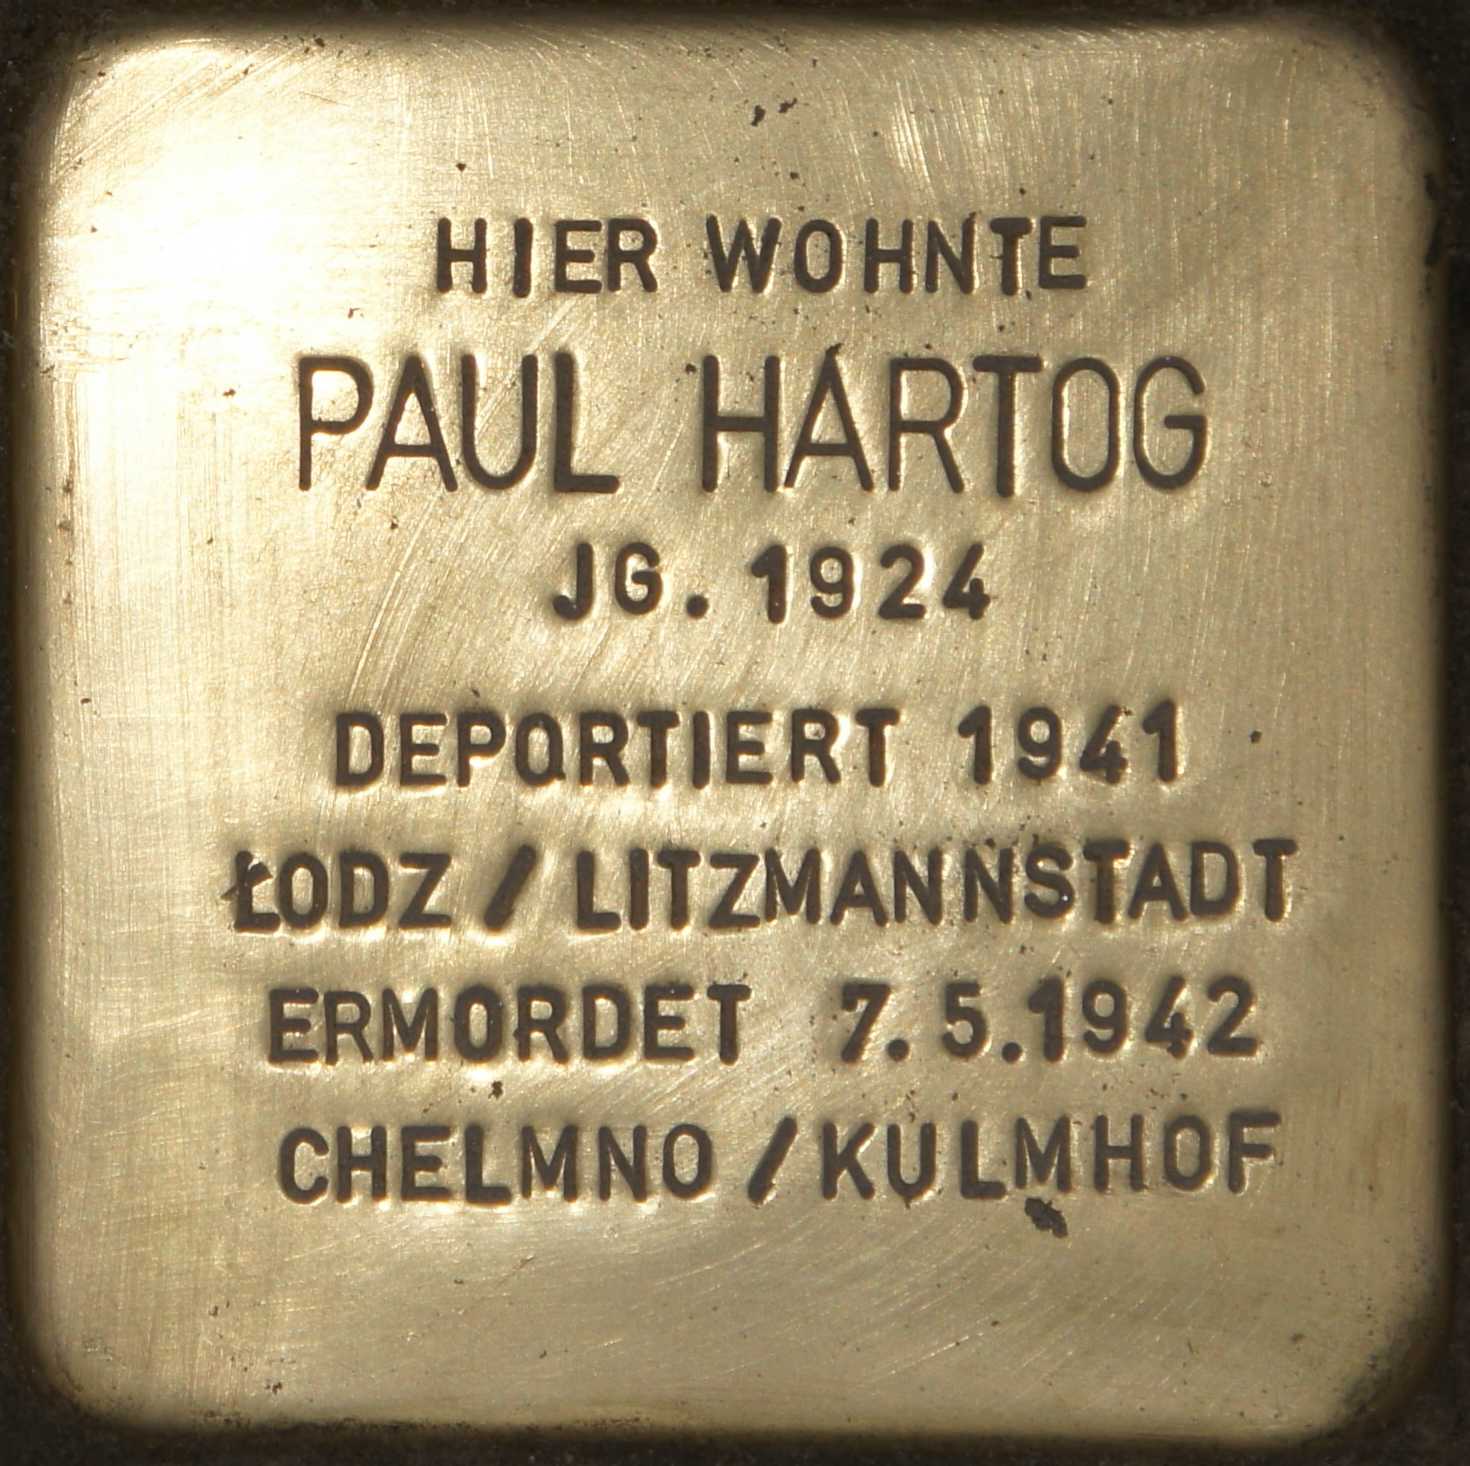 HIER WOHNTE
PAUL HARTOG
JG. 1924
DEPORTIERT 1941
ŁODZ / LITZMANNSTADT
ERMORDET 7.5.1942
CHELMNO / KULMHOF